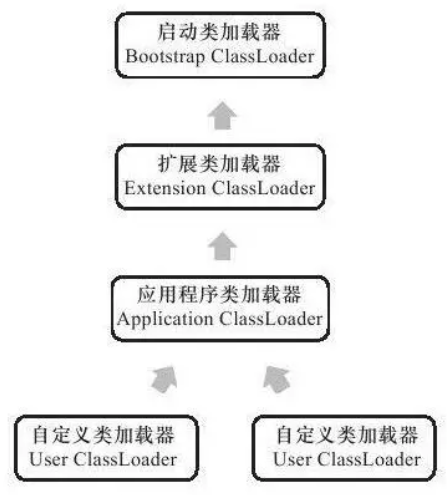 启动类加载器
Bootstrap ClassLoader
扩展类加载器
Extension ClassLoader
应用程序类加载器
Application ClassLoader
自定义类加载器
User ClassLoader
自定义类加载器
User ClassLoader